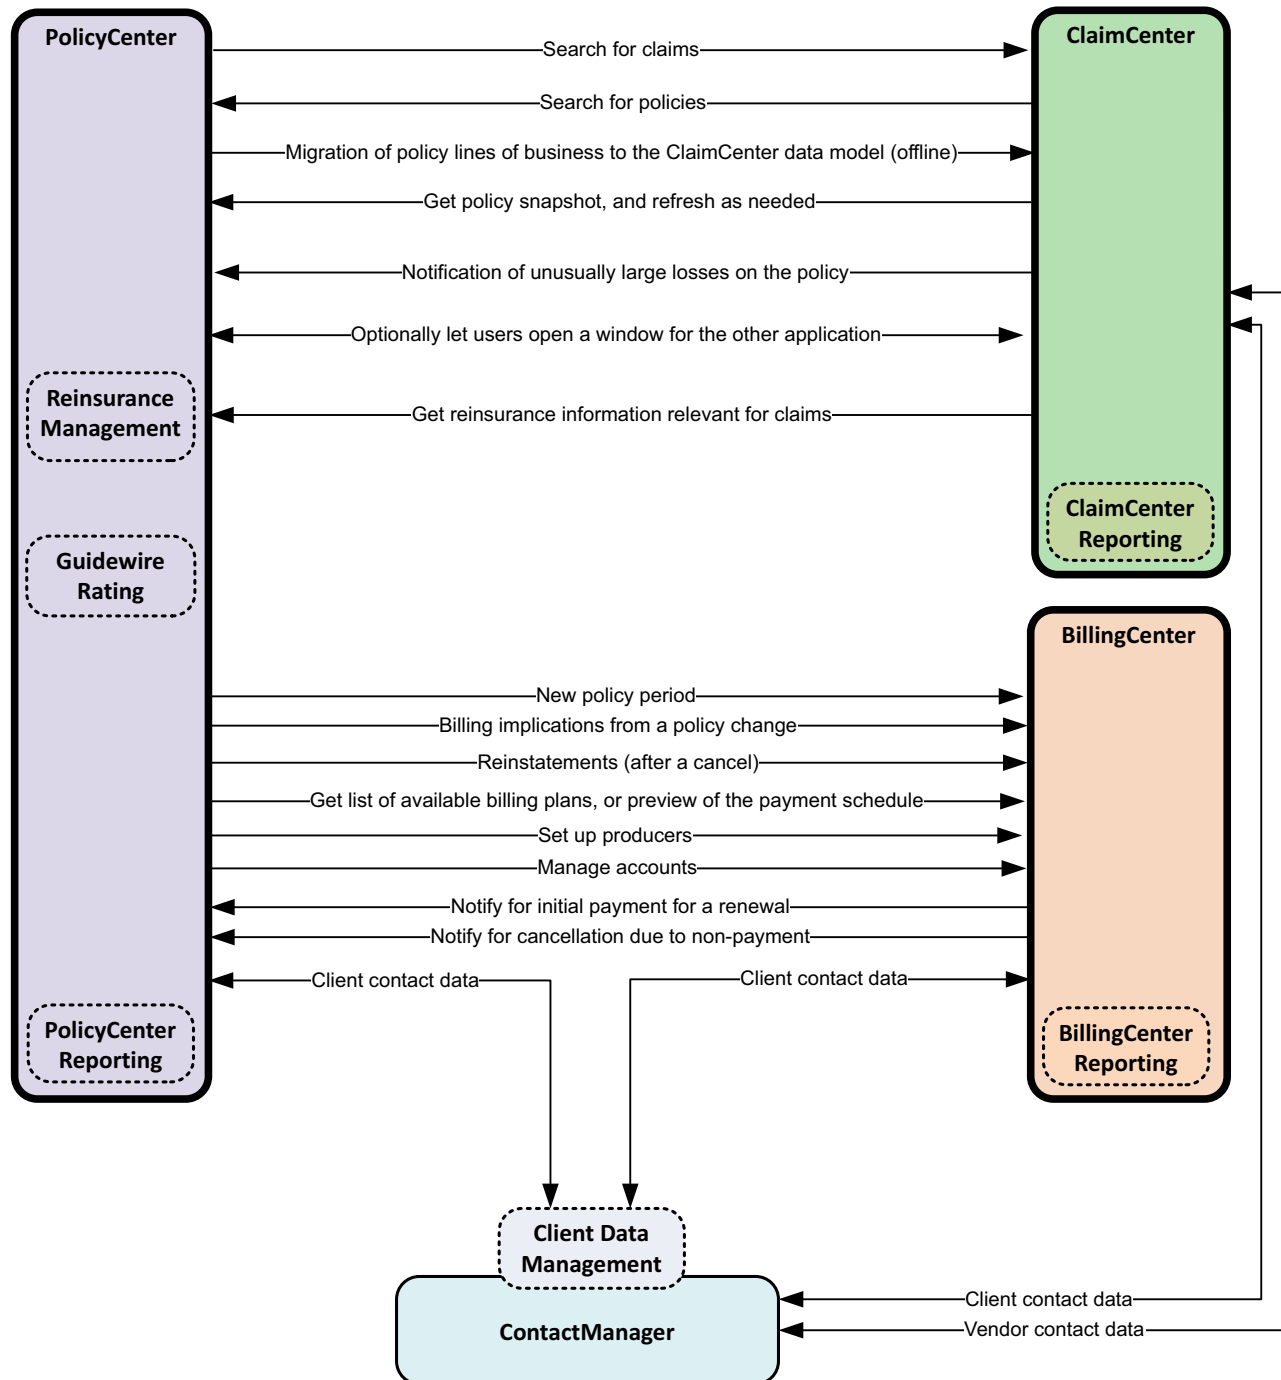 PolicyCenter
ClaimCenter
Search for claims
Search for policies
Migration of policy lines of business to the ClaimCenter data model (offline)
Get policy snapshot, and refresh as needed
Notification of unusually large losses on the policy
Optionally let users open a window for the other application
Reinsurance
Management
Get reinsurance information relevant for claims
ClaimCenter
Reporting
Guidewire
Rating
BillingCenter
New policy period
Billing implications from a policy change
Reinstatements (after a cancel)
Get list of available billing plans, or preview of the payment schedule
Set up producers
Manage accounts
Notify for initial payment for a renewal
Notify for cancellation due to non-payment
Client contact data
Client contact data
PolicyCenter
Reporting
BillingCenter
Reporting
Client Data
Management
ContactManager
Client contact data
Vendor contact data